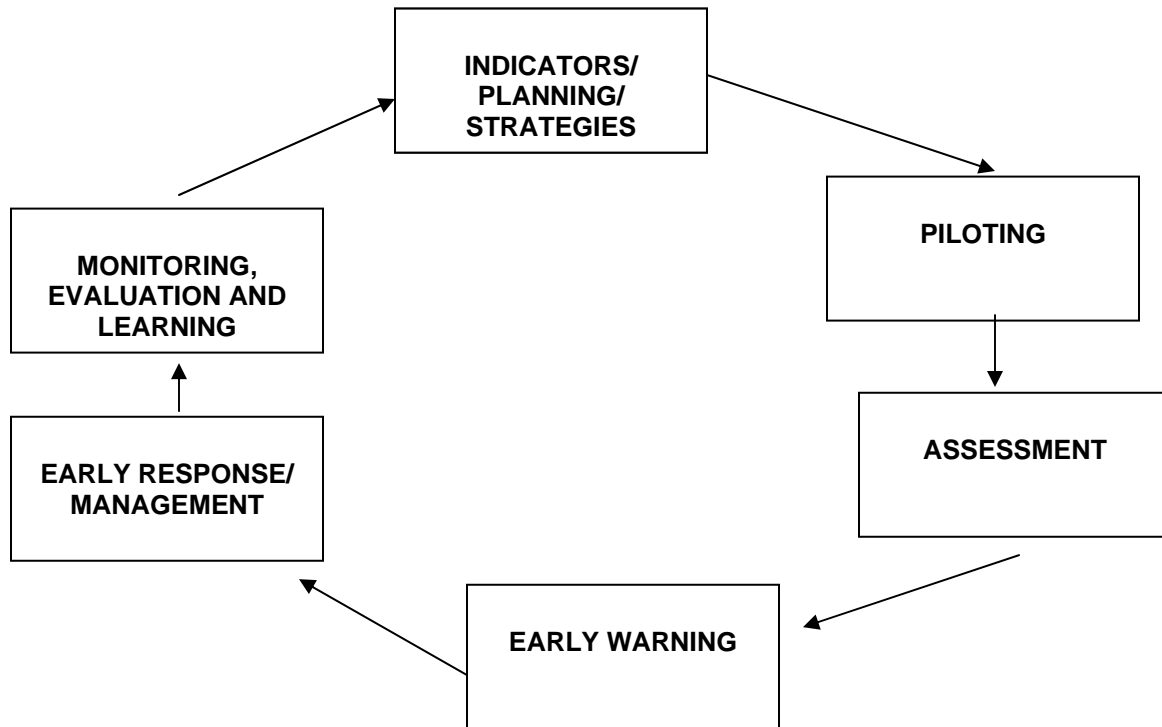 INDICATORS/
PLANNING/
STRATEGIES
PILOTING
ASSESSMENT
EARLY WARNING
EARLY RESPONSE/
MANAGEMENT
MONITORING,
EVALUATION AND
LEARNING